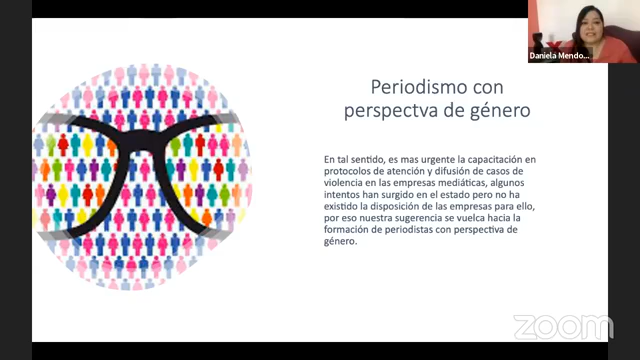 Daniela Mendo...
Periodismo con
perspectva de género
En tal sentido, es mas urgente la capacitación en
protocolos de atención y difusión de casos de
violencia en las empresas mediáticas, algunos
intentos han surgido en el estado pero no ha
existido la disposición de las empresas para ello,
por eso nuestra sugerencia se vuelca hacia la
formación de periodistas con perspectiva de
género.
zoom